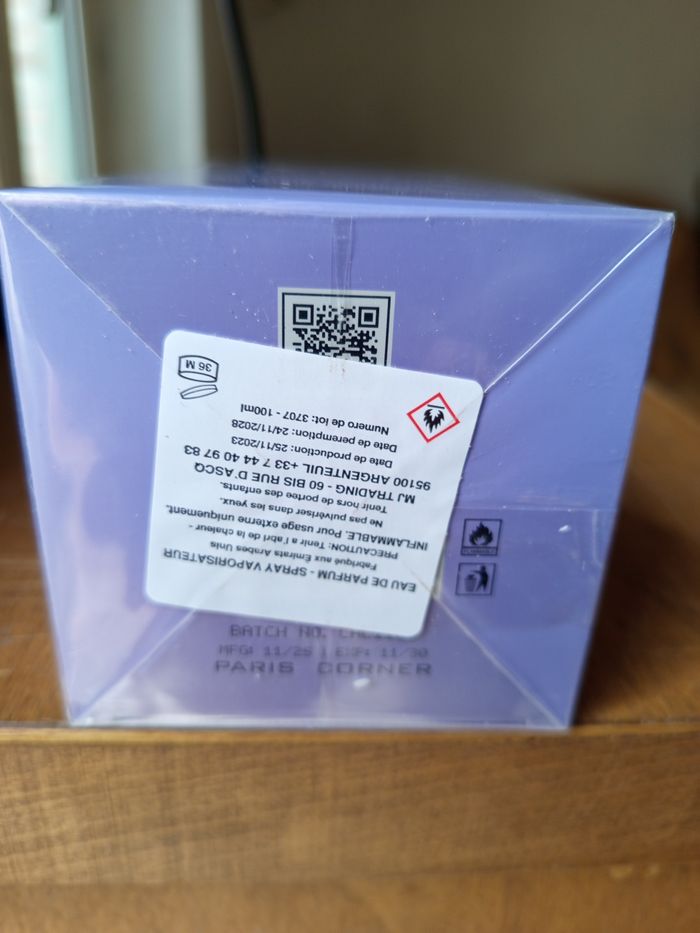 EAU DE PARFUM - SPRAY VAPORISATEUR
Fabriqué aux Emirats Arabes Unis
PRECAUTION: Tenir a l'abri de la chaleur -
INFLAMMABLE. Pour usage externe uniquement.
Ne pas pulvériser dans les yeux.
Tenir hors de portée des enfants.
MJ TRADING - 60 BIS RUE D'ASCQ
95100 ARGENTEUIL +33 7 44 40 97 83
Date de production: 25/11/2023
Date de peremption: 24/11/2028
Numero de lot: 3707 - 100ml
36 M
BATCH NO.
MFG: 11/25 | EXP: 11/30
PARIS CORNER